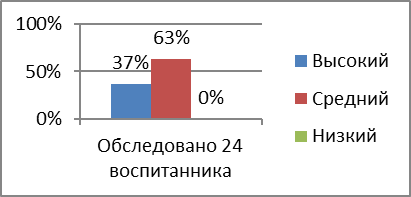 100%
63%
37%
50%
0%
0%
Обследовано 24
воспитанника
Высокий
Средний
Низкий